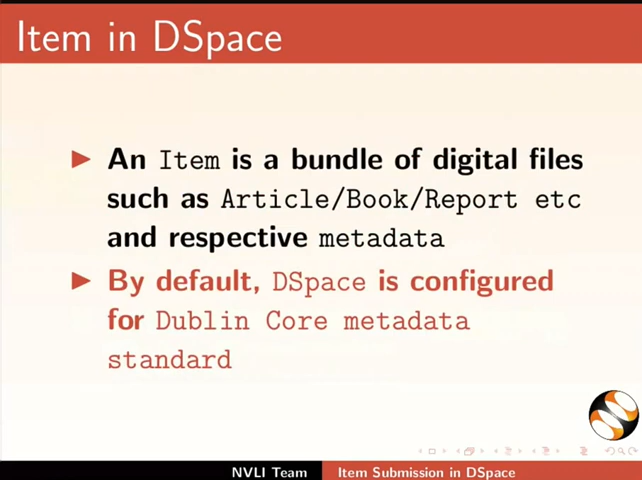 Item in DSpace
An Item is a bundle of digital files
such as Article/Book/Report etc
and respective metadata
By default, DSpace is configured
for Dublin Core metadata
standard
NVLI Team
Item Submission in DSpace